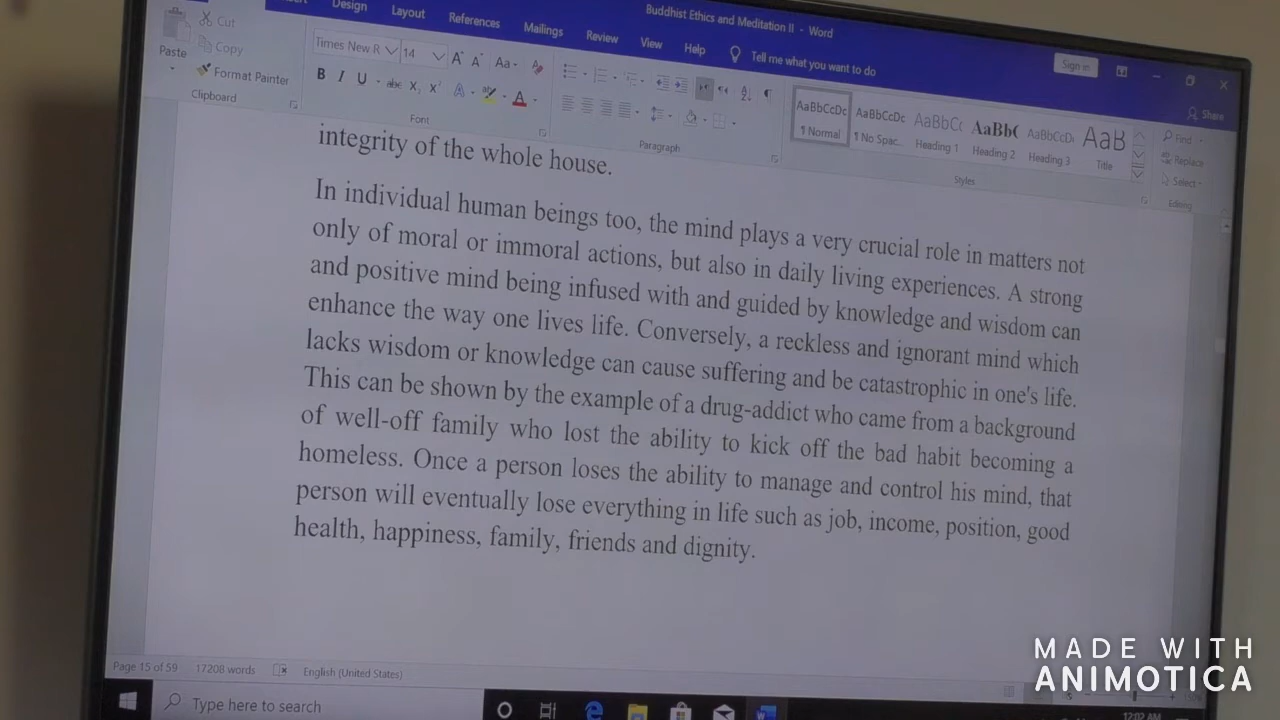 Design Layout References Mailings Review View Help Tell me what you want to do
Buddhist Ethics and Meditation II - Word
Sign in
Share
Cut
Copy
Format Painter
Paste
Clipboard
Times New R 14
Font
Paragraph
AaBbCcDc AaBbCcDc AaBbCc AaBb( AaBbCcDc AaB
¶ Normal ¶ No Spac... Heading 1 Heading 2 Heading 3 Title
Styles
Find
Replace
Select
Editing
integrity of the whole house.
In individual human beings too, the mind plays a very crucial role in matters not
only of moral or immoral actions, but also in daily living experiences. A strong
and positive mind being infused with and guided by knowledge and wisdom can
enhance the way one lives life. Conversely, a reckless and ignorant mind which
lacks wisdom or knowledge can cause suffering and be catastrophic in one's life.
This can be shown by the example of a drug-addict who came from a background
of well-off family who lost the ability to kick off the bad habit becoming a
homeless. Once a person loses the ability to manage and control his mind, that
person will eventually lose everything in life such as job, income, position, good
health, happiness, family, friends and dignity.
Page 15 of 59 17208 words English (United States)
Type here to search
12:02 AM
MADE WITH
ANIMOTICA